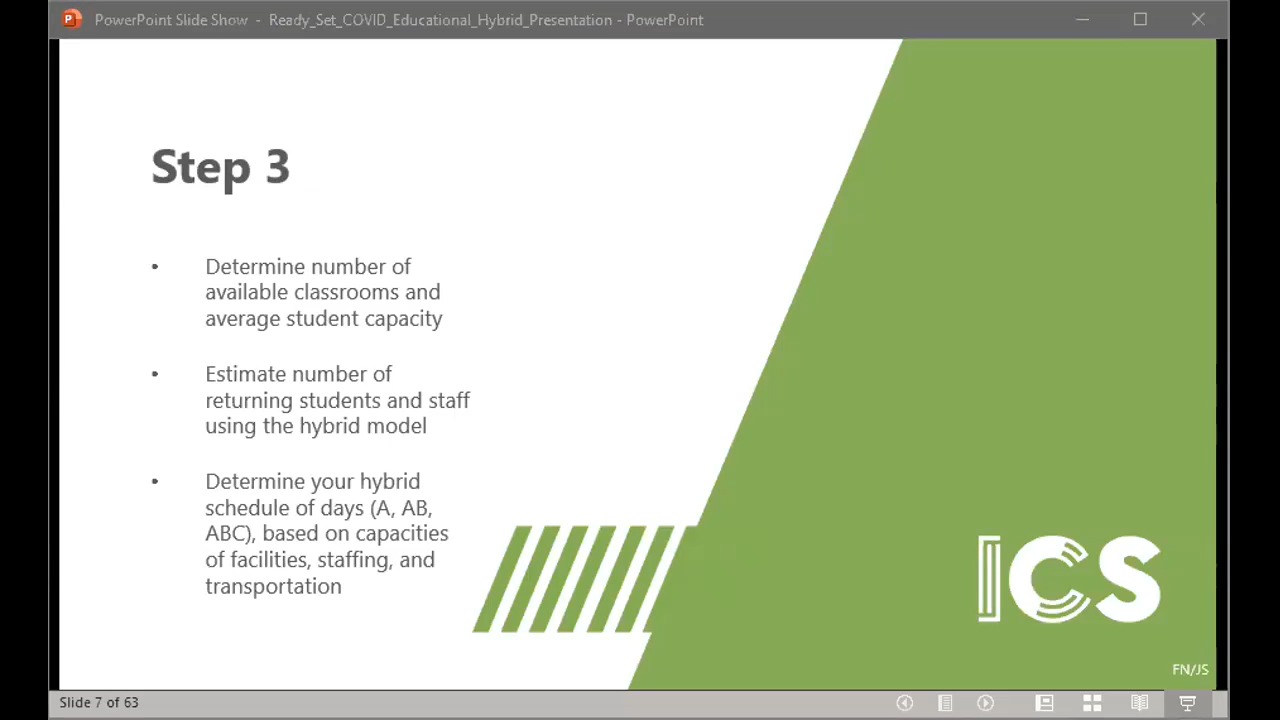 PowerPoint Slide Show - Ready_Set_COVID_Educational_Hybrid_Presentation - PowerPoint
Step 3
• Determine number of
available classrooms and
average student capacity
• Estimate number of
returning students and staff
using the hybrid model
• Determine your hybrid
schedule of days (A, AB,
ABC), based on capacities
of facilities, staffing, and
transportation
ICS
FN/JS
Slide 7 of 63